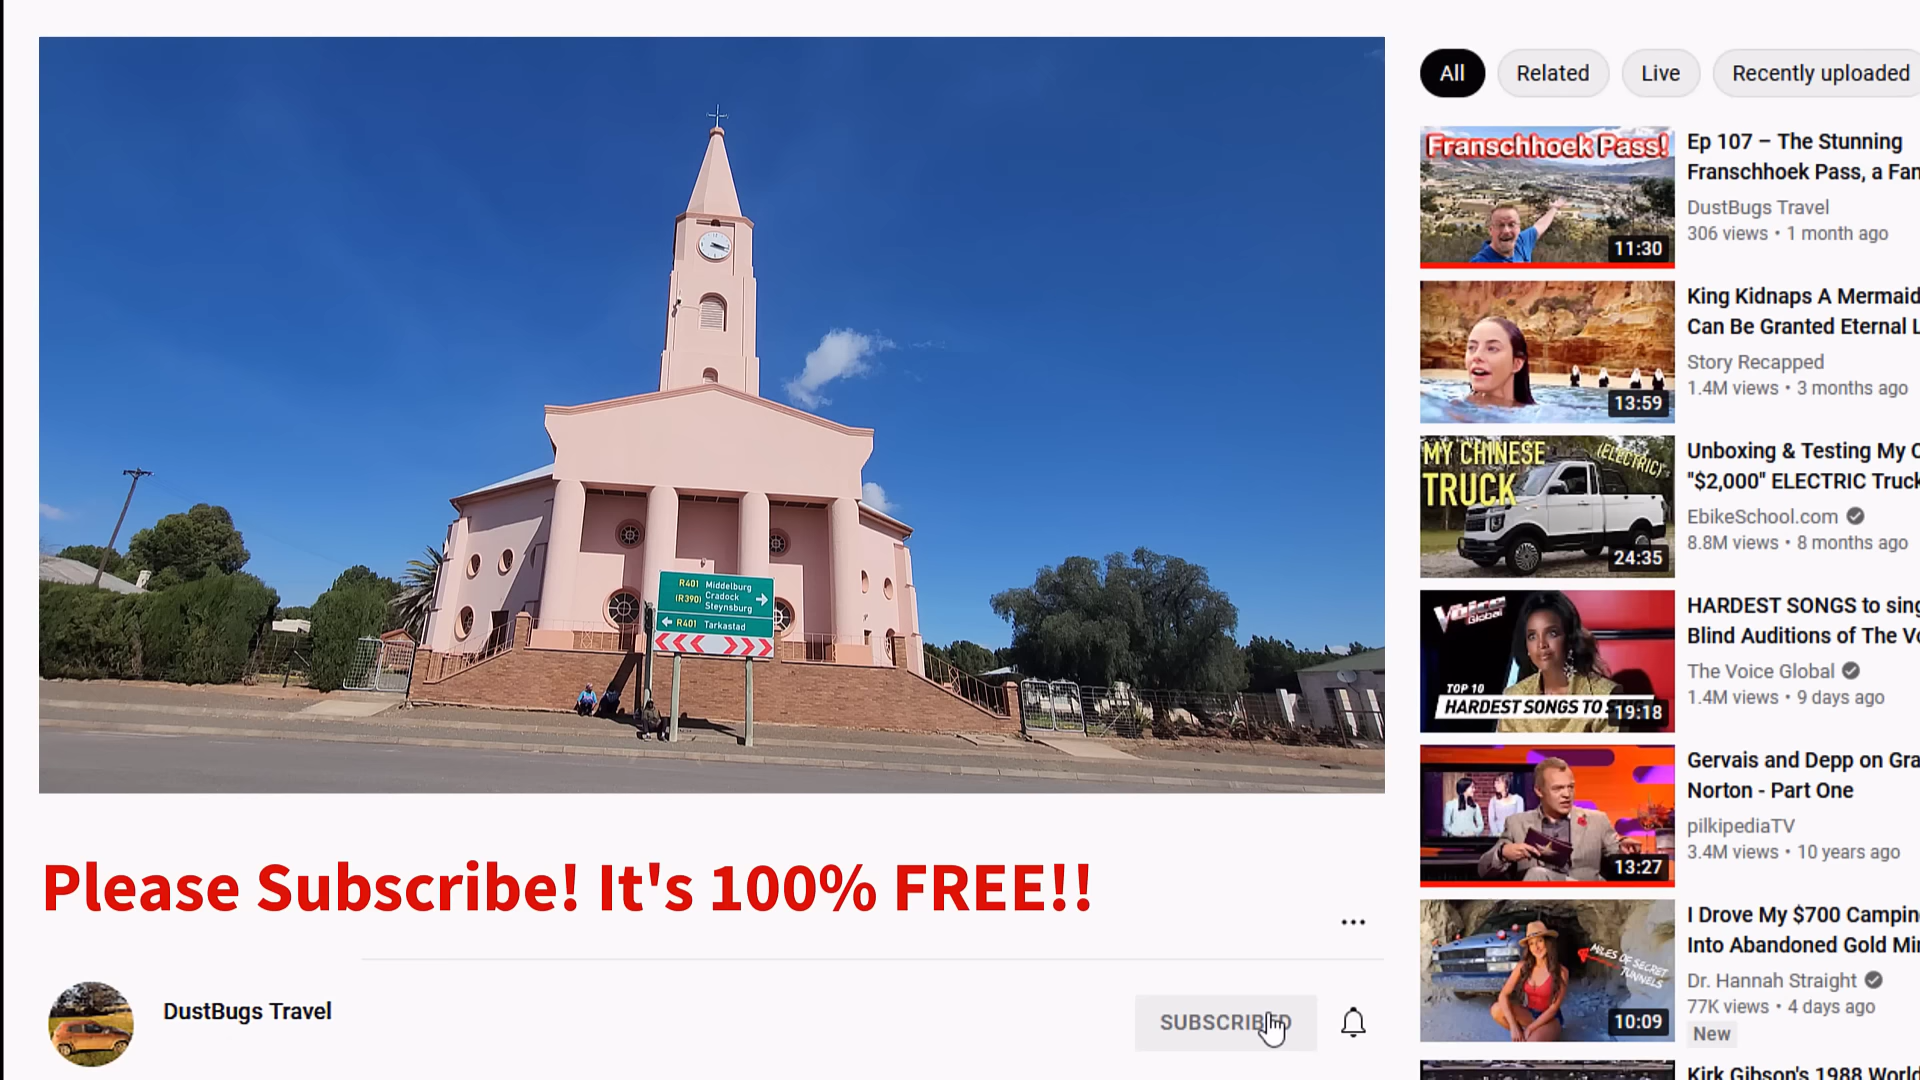 R401 Middelburg
(R390) Cradock
Steynsburg
R401 Tarkastad
Please Subscribe! It's 100% FREE!!
DustBugs Travel
SUBSCRIBED
All
Related
Live
Recently uploaded
Franschhoek Pass!
11:30
Ep 107 – The Stunning
Franschhoek Pass, a Fan
DustBugs Travel
306 views • 1 month ago
13:59
King Kidnaps A Mermaid
Can Be Granted Eternal L
Story Recapped
1.4M views • 3 months ago
MY CHINESE
(ELECTRIC)
TRUCK
24:35
Unboxing & Testing My C
"$2,000" ELECTRIC Truck
EbikeSchool.com
8.8M views • 8 months ago
Voice
Global
TOP 10
HARDEST SONGS TO S
19:18
HARDEST SONGS to sing
Blind Auditions of The Vo
The Voice Global
1.4M views • 9 days ago
13:27
Gervais and Depp on Gra
Norton - Part One
pilkipediaTV
3.4M views • 10 years ago
MILES OF SECRET
TUNNELS
10:09
I Drove My $700 Camping
Into Abandoned Gold Min
Dr. Hannah Straight
77K views • 4 days ago
New
Kirk Gibson's 1988 World